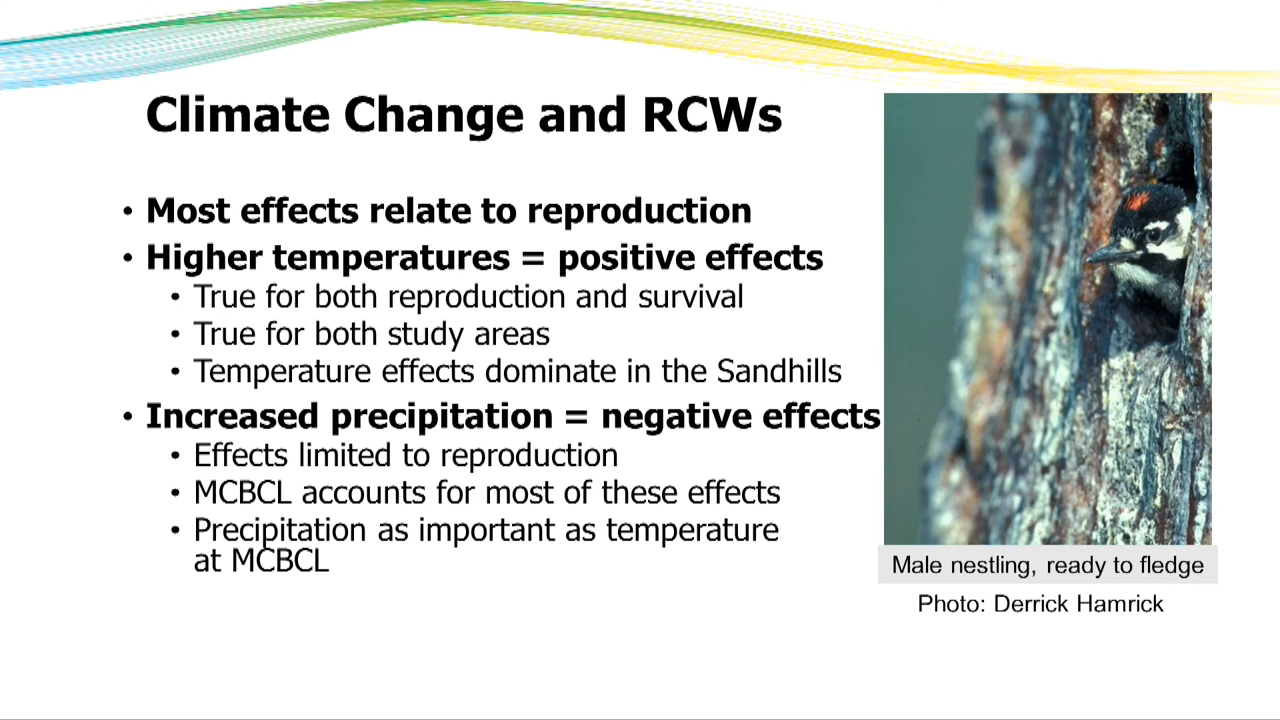 Climate Change and RCWs
• Most effects relate to reproduction
• Higher temperatures = positive effects
• True for both reproduction and survival
• True for both study areas
• Temperature effects dominate in the Sandhills
• Increased precipitation = negative effects
• Effects limited to reproduction
• MCBCL accounts for most of these effects
• Precipitation as important as temperature
at MCBCL
Male nestling, ready to fledge
Photo: Derrick Hamrick